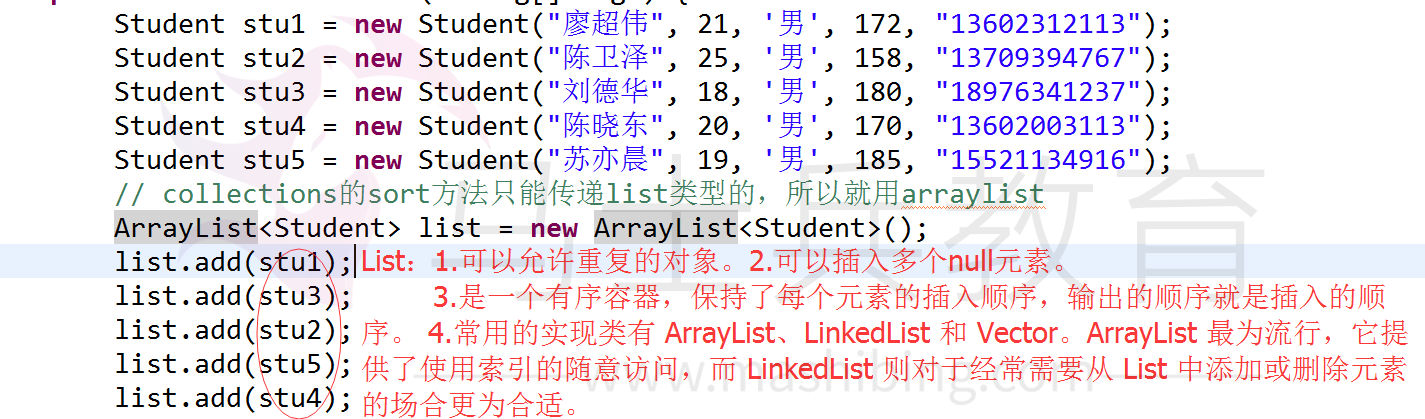 Student stu1 = new Student("廖超伟", 21, '男', 172, "13602312113");
Student stu2 = new Student("陈卫泽", 25, '男', 158, "13709394767");
Student stu3 = new Student("刘德华", 18, '男', 180, "18976341237");
Student stu4 = new Student("陈晓东", 20, '男', 170, "13602003113");
Student stu5 = new Student("苏亦晨", 19, '男', 185, "15521134916");
// collections的sort方法只能传递list类型的，所以就用arraylist
ArrayList<Student> list = new ArrayList<Student>();
list.add(stu1); List：1.可以允许重复的对象。2.可以插入多个null元素。
list.add(stu3); 3.是一个有序容器，保持了每个元素的插入顺序，输出的顺序就是插入的顺
list.add(stu2); 序。 4.常用的实现类有 ArrayList、LinkedList 和 Vector。ArrayList 最为流行，它提
list.add(stu5); 供了使用索引的随意访问，而 LinkedList 则对于经常需要从 List 中添加或删除元素
list.add(stu4); 的场合更为合适。
马士兵教育
www.mashibing.com